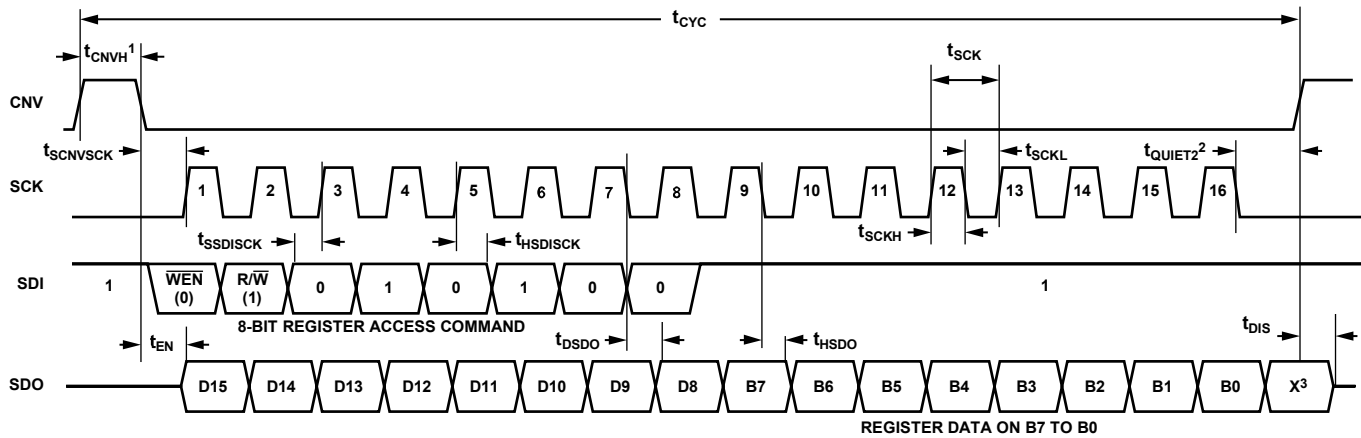 tCYC
tCNVH1
tSCK
CNV
tSCNVSCK
tSCKL
tQUIET2 2
SCK
1 2 3 4 5 6 7 8 9 10 11 12 13 14 15 16
tSSDISCK
tHSDISCK
tSCKH
SDI
1
WEN (0)
R/W (1)
0 1 0 1 0 0
1
8-BIT REGISTER ACCESS COMMAND
tEN
tDSDO
tHSDO
tDIS
SDO
D15 D14 D13 D12 D11 D10 D9 D8 B7 B6 B5 B4 B3 B2 B1 B0 X3
REGISTER DATA ON B7 TO B0